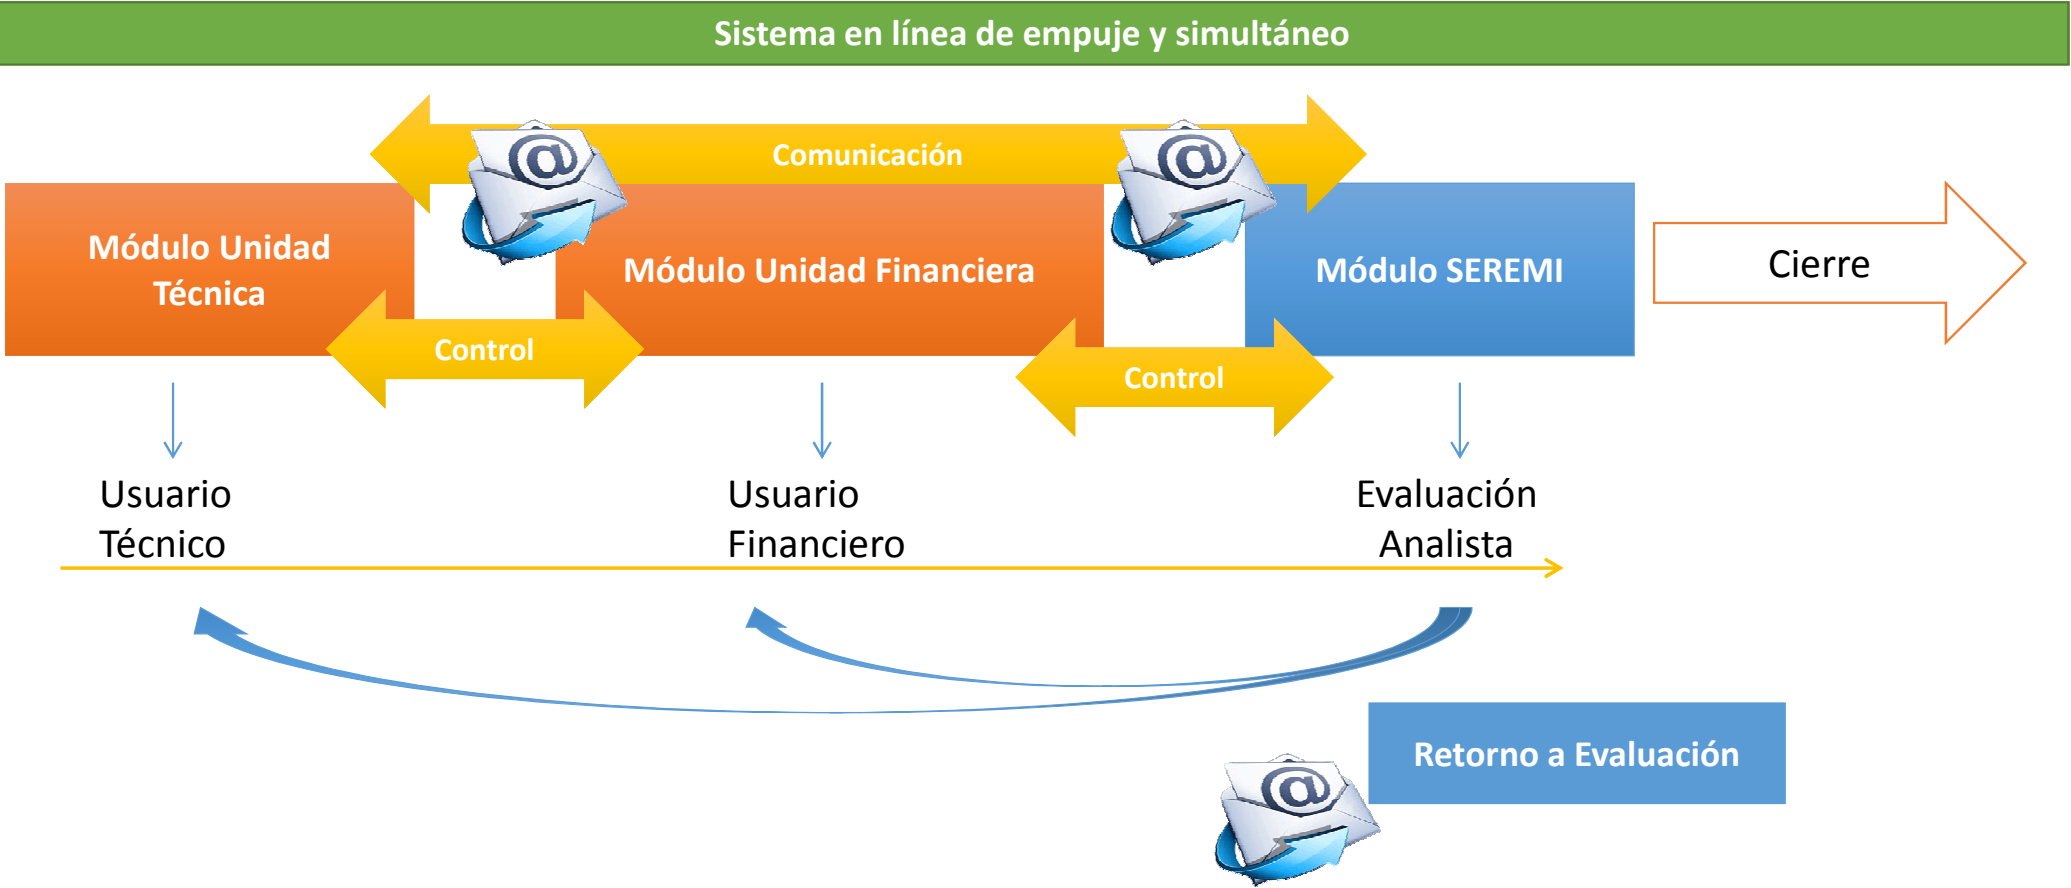 Sistema en línea de empuje y simultáneo
Comunicación
Módulo Unidad
Técnica
Módulo Unidad Financiera
Módulo SEREMI
Cierre
Control
Control
Usuario
Técnico
Usuario
Financiero
Evaluación
Analista
Retorno a Evaluación